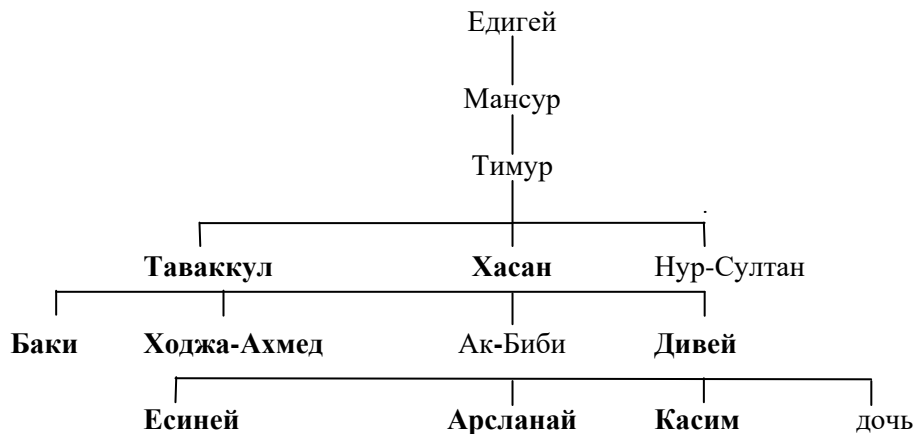 Едигей
Мансур
Тимур
Таваккул Хасан Нур-Султан
Баки Ходжа-Ахмед Ак-Биби Дивей
Есиней Арсланай Касим дочь